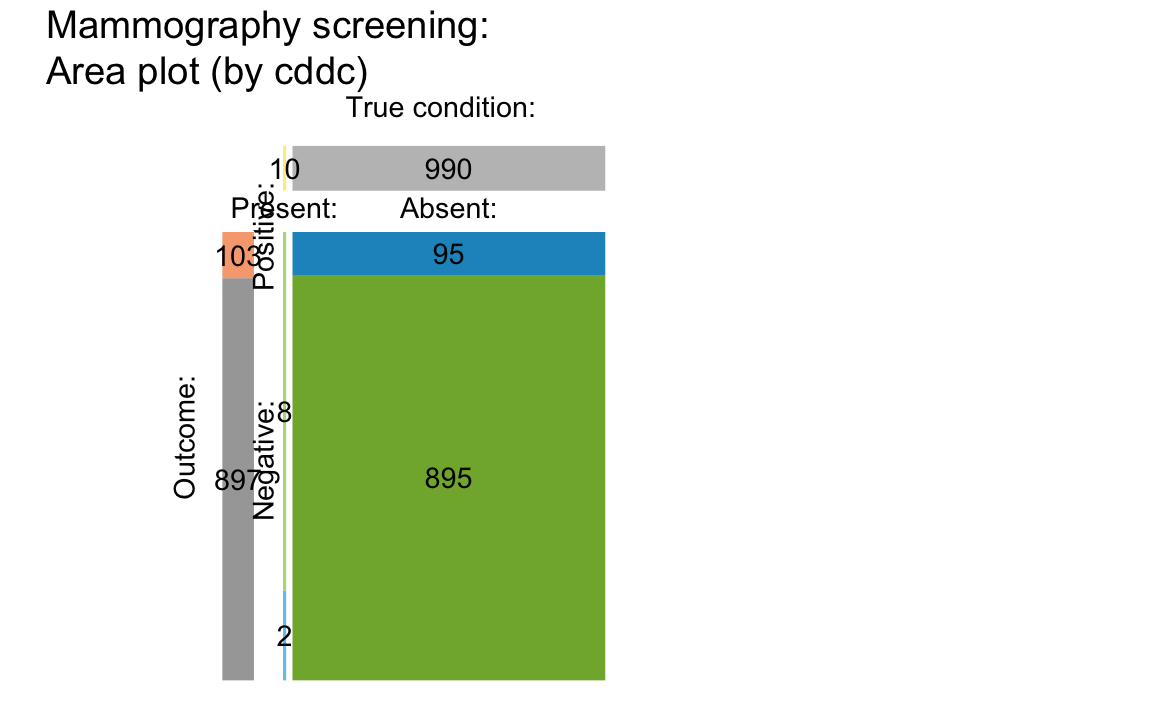 Mammography screening:
Area plot (by cddc)
True condition:
10
990
Present:
Absent:
Outcome:
Positive:
Negative:
103
95
8
897
895
2